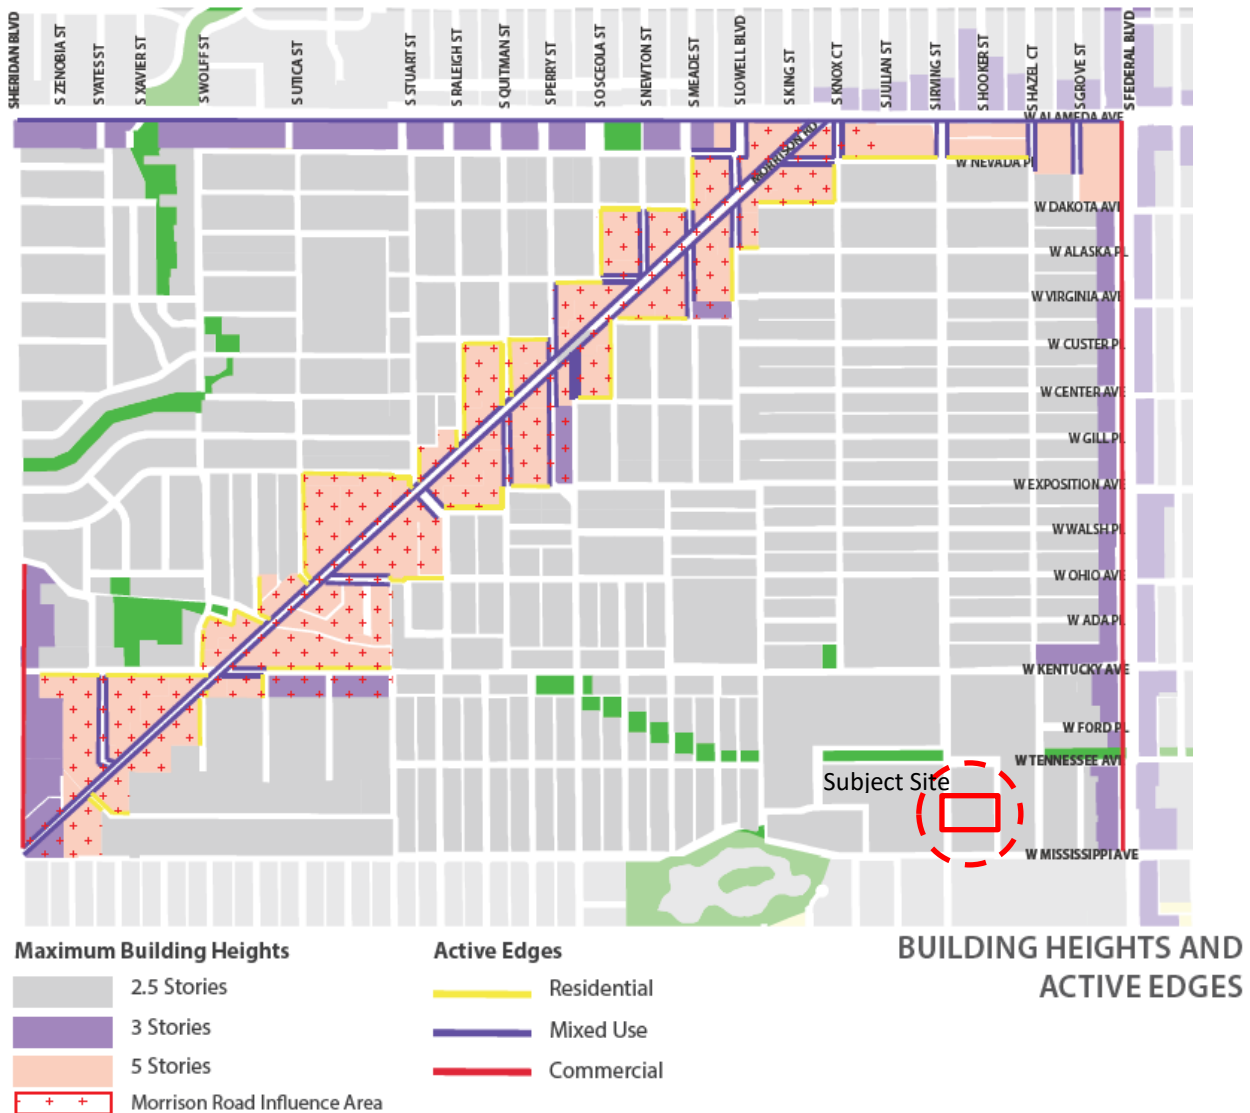 SHERIDAN BLVD
S ZENOBIA ST
S YATES ST
S XAVIER ST
S WOLFF ST
S UTICA ST
S STUART ST
S RALEIGH ST
S QUITMAN ST
S PERRY ST
S OSCEOLA ST
S NEWTON ST
S MEADE ST
S LOWELL BLVD
S KING ST
S KNOX CT
S JULIAN ST
S IRVING ST
S HOOKER ST
S HAZEL CT
S GROVE ST
S FEDERAL BLVD
W ALAMEDA AVE
MORRISON RD
W NEVADA PL
W DAKOTA AVE
W ALASKA PL
W VIRGINIA AVE
W CUSTER PL
W CENTER AVE
W GILL PL
W EXPOSITION AVE
W WALSH PL
W OHIO AVE
W ADA PL
W KENTUCKY AVE
W FORD PL
W TENNESSEE AVE
Subject Site
W MISSISSIPPI AVE
Maximum Building Heights
2.5 Stories
3 Stories
5 Stories
Morrison Road Influence Area
Active Edges
Residential
Mixed Use
Commercial
BUILDING HEIGHTS AND
ACTIVE EDGES